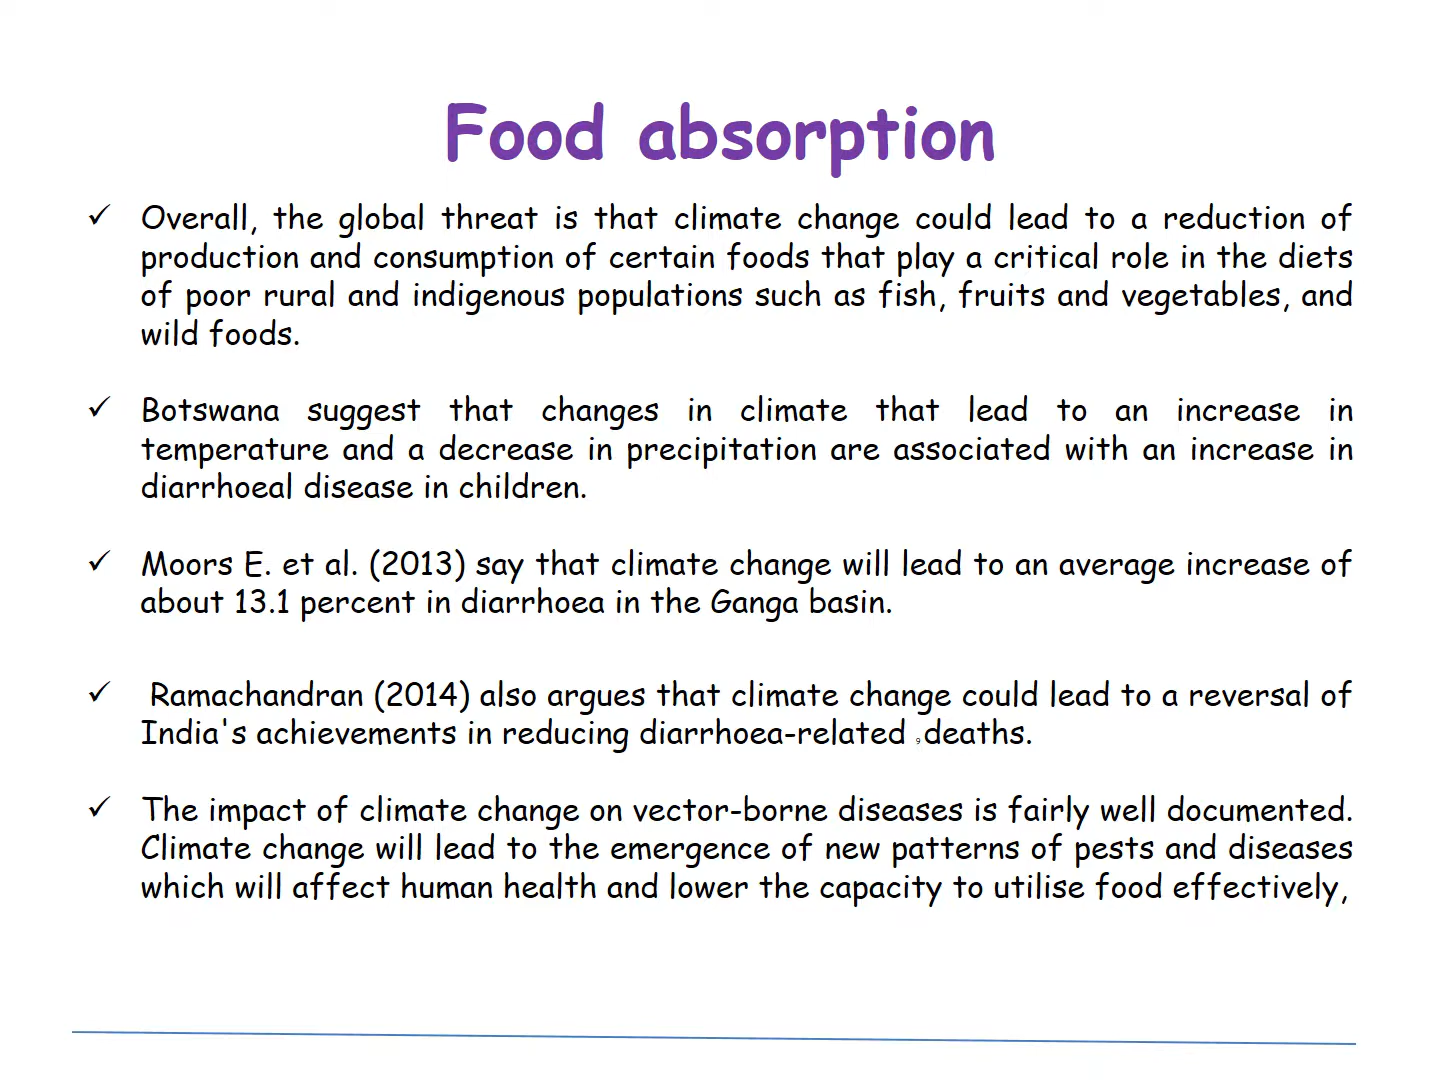 Food absorption
✓ Overall, the global threat is that climate change could lead to a reduction of
production and consumption of certain foods that play a critical role in the diets
of poor rural and indigenous populations such as fish, fruits and vegetables, and
wild foods.
✓ Botswana suggest that changes in climate that lead to an increase in
temperature and a decrease in precipitation are associated with an increase in
diarrhoeal disease in children.
✓ Moors E. et al. (2013) say that climate change will lead to an average increase of
about 13.1 percent in diarrhoea in the Ganga basin.
✓ Ramachandran (2014) also argues that climate change could lead to a reversal of
India's achievements in reducing diarrhoea-related 9 deaths.
✓ The impact of climate change on vector-borne diseases is fairly well documented.
Climate change will lead to the emergence of new patterns of pests and diseases
which will affect human health and lower the capacity to utilise food effectively,